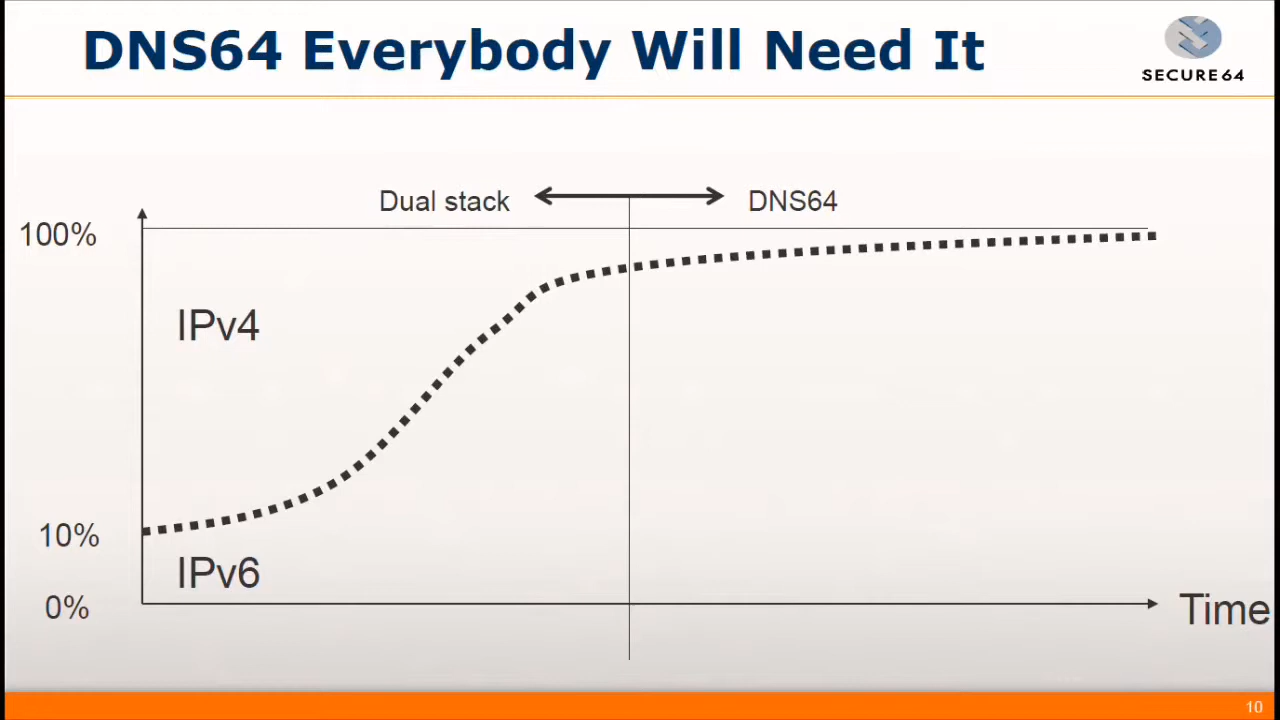 DNS64 Everybody Will Need It
SECURE64
Dual stack
DNS64
100%
IPv4
10%
IPv6
0%
Time
10